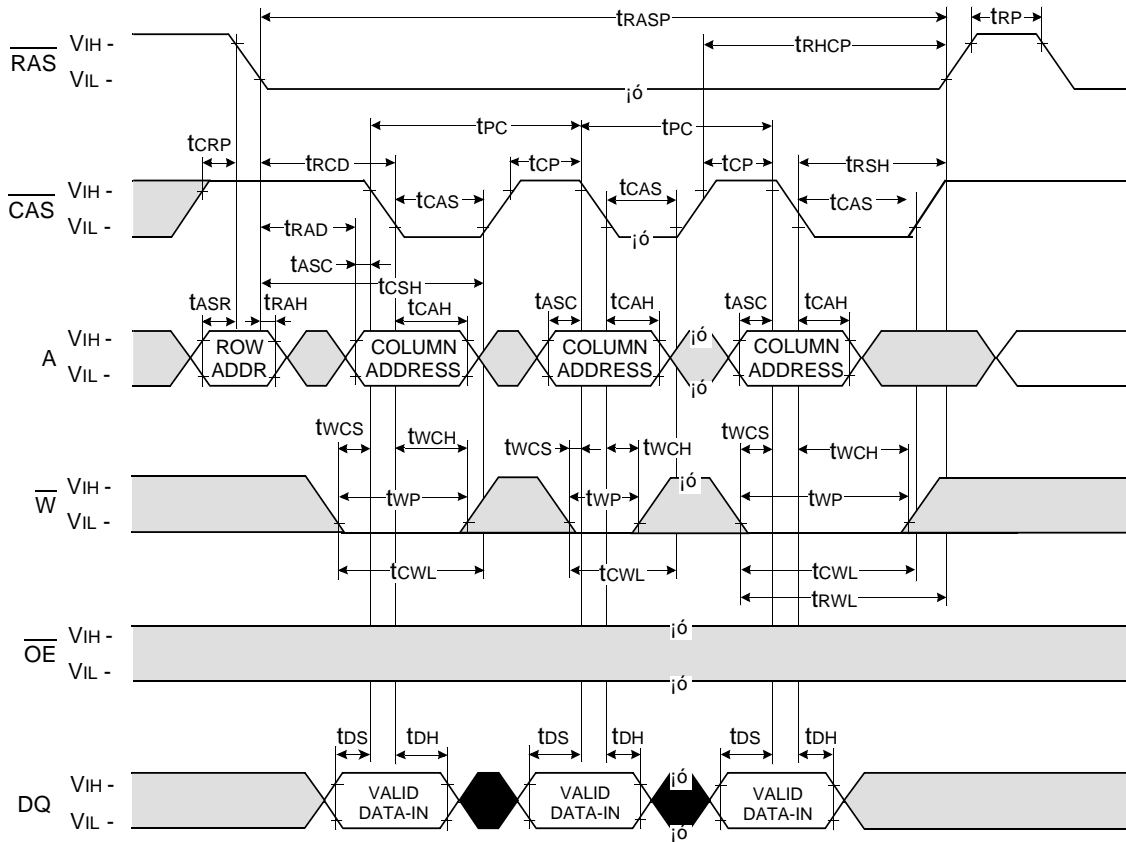 tRASP
tRP
tRHCP
RAS
VIH -
VIL -
¡ó
tPC
tPC
tCRP
tRCD
tCP
tCP
tRSH
CAS
VIH -
VIL -
tCAS
tCAS
tCAS
¡ó
tRAD
tASC
tCSH
tASR
tRAH
tCAH
tASC
tCAH
tASC
tCAH
A
VIH -
VIL -
ROW
ADDR
COLUMN
ADDRESS
COLUMN
ADDRESS
¡ó
¡ó
COLUMN
ADDRESS
tWCS
tWCH
tWCS
tWCH
tWCS
tWCH
W
VIH -
VIL -
tWP
tWP
¡ó
tWP
tCWL
tCWL
tCWL
tRWL
OE
VIH -
VIL -
¡ó
¡ó
tDS
tDH
tDS
tDH
tDS
tDH
DQ
VIH -
VIL -
VALID
DATA-IN
VALID
DATA-IN
¡ó
¡ó
VALID
DATA-IN